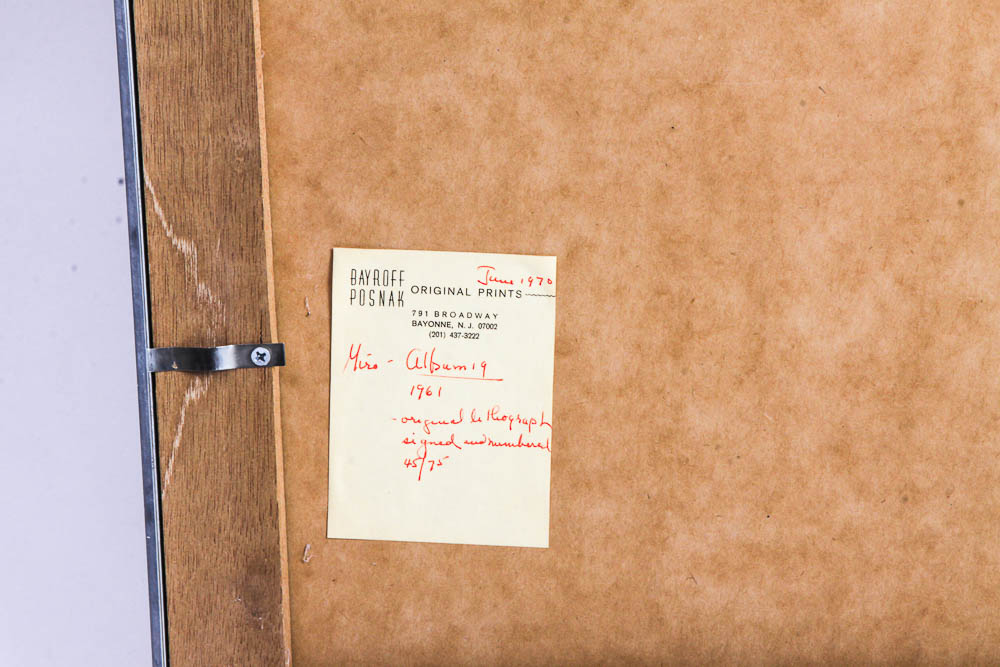 June 1970
BAYROFF
POSNAK
ORIGINAL PRINTS
791 BROADWAY
BAYONNE, N. J. 07002
(201) 437-3222
Miro - Album 19
1961
- original lithograph
signed and numbered
45/75